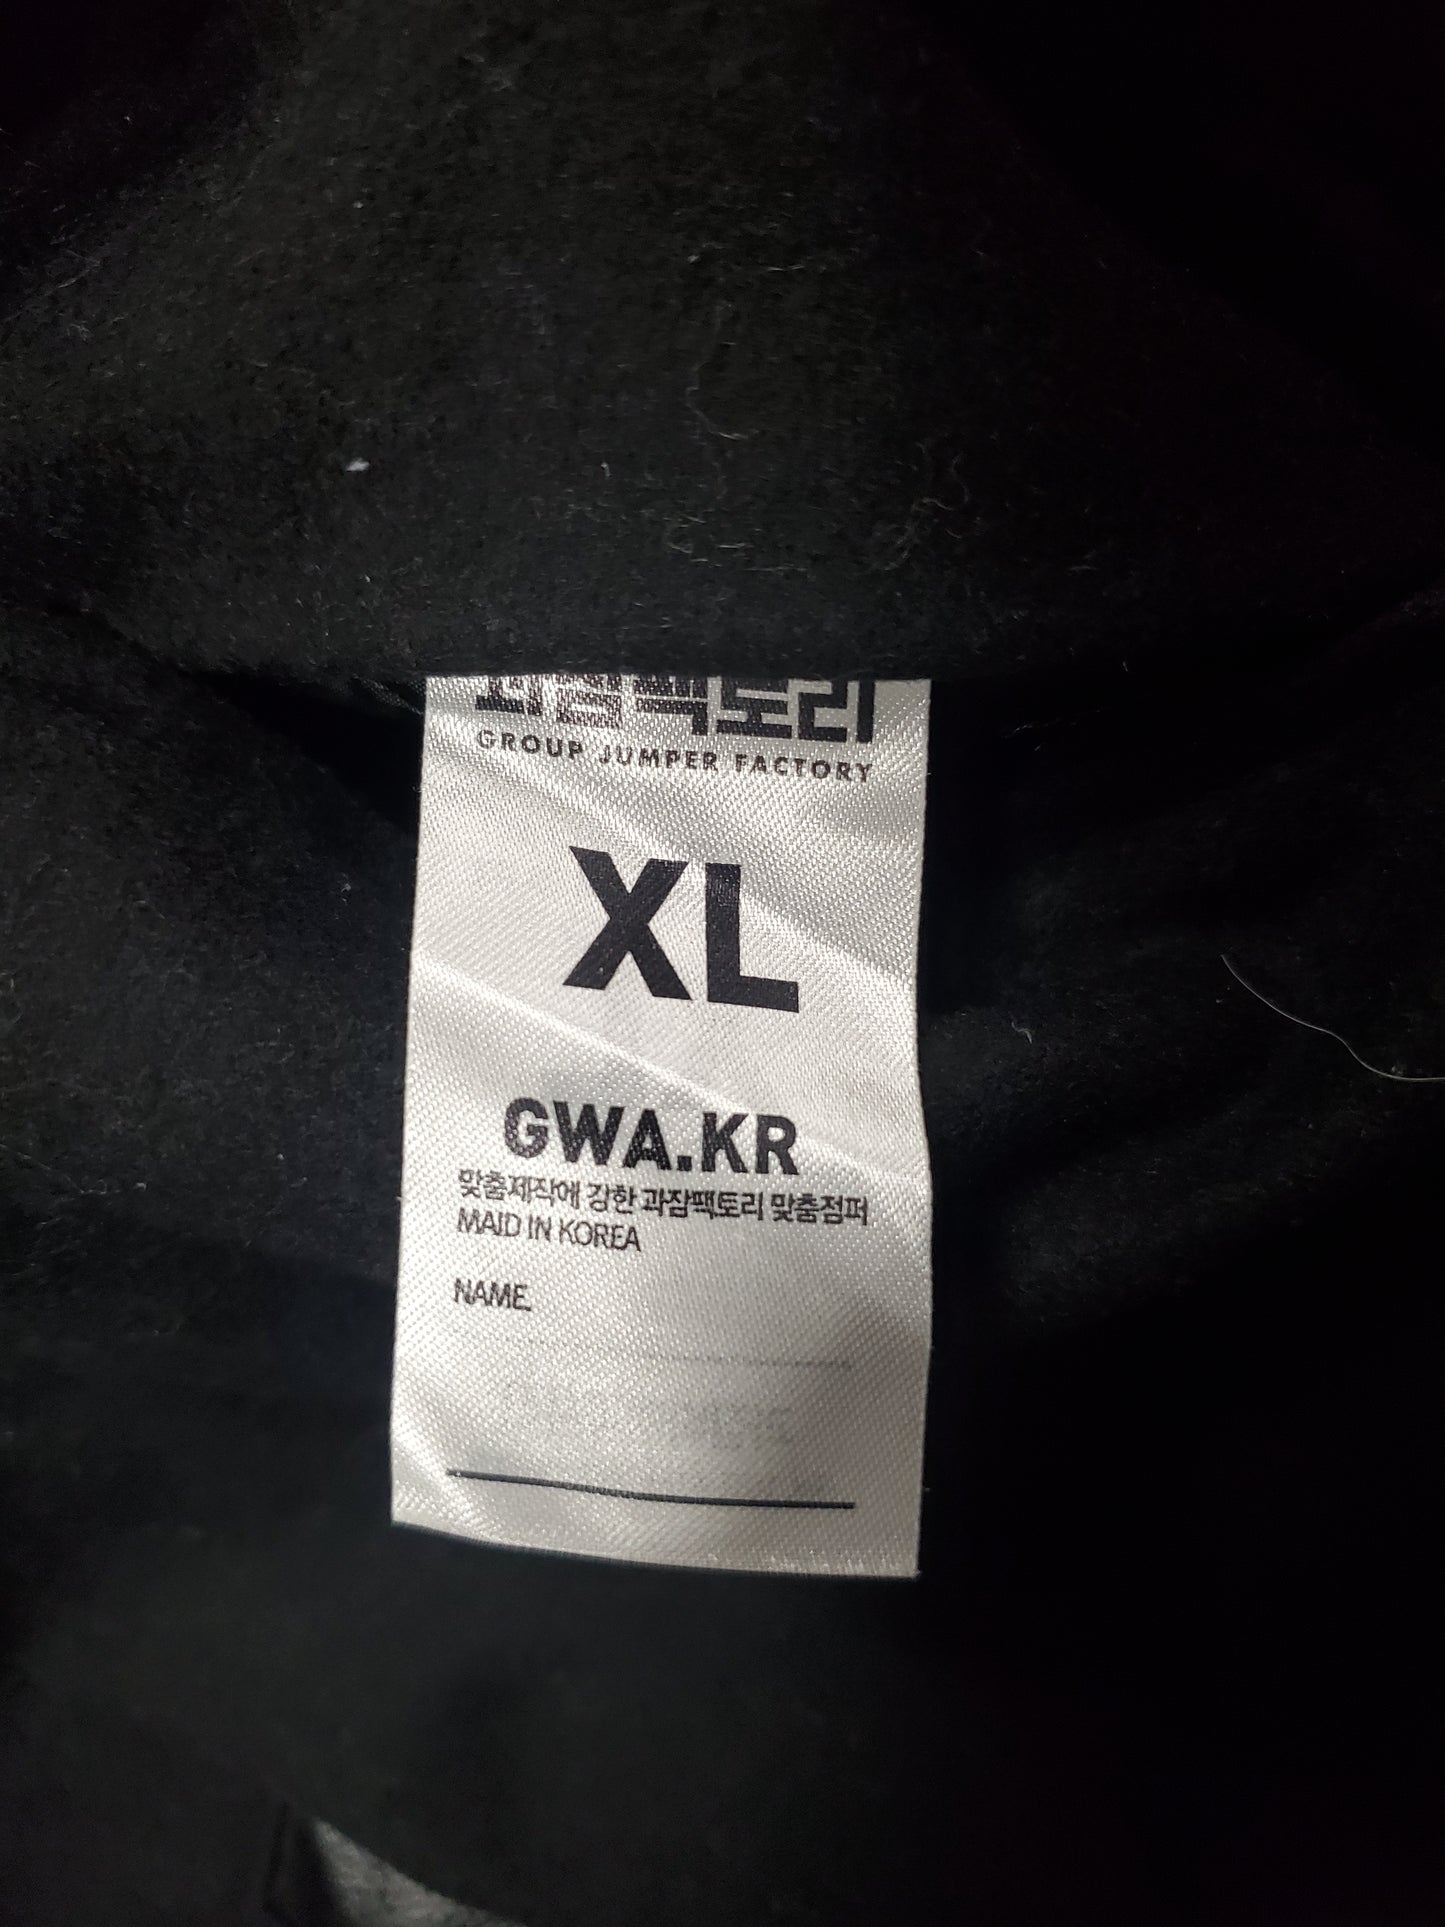 과잠팩토리
GROUP JUMPER FACTORY
XL
GWA.KR
맞춤제작에 강한 과잠팩토리 맞춤점퍼
MAID IN KOREA
NAME.